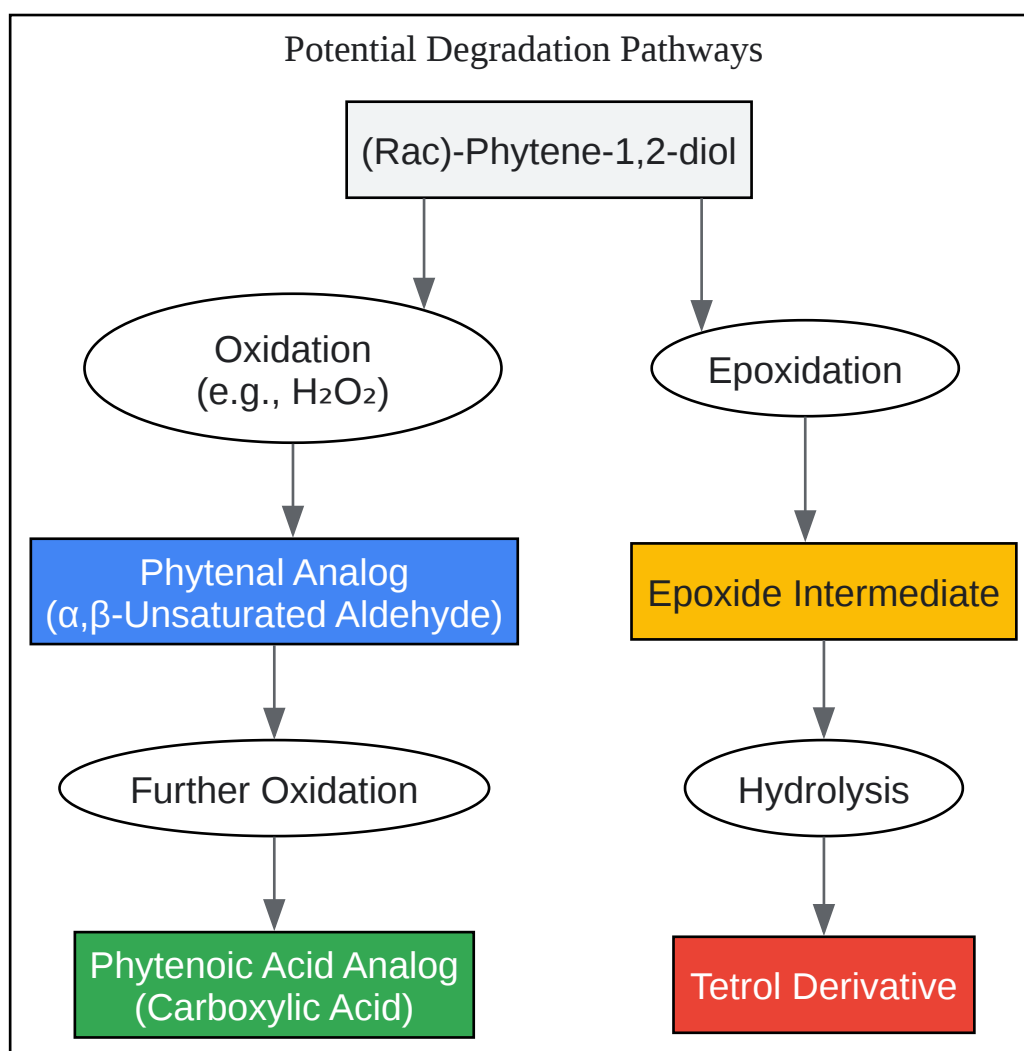 Potential Degradation Pathways
(Rac)-Phytene-1,2-diol
Oxidation
(e.g., H₂O₂)
Epoxidation
Phytenal Analog
(α,β-Unsaturated Aldehyde)
Epoxide Intermediate
Further Oxidation
Hydrolysis
Phytenoic Acid Analog
(Carboxylic Acid)
Tetrol Derivative